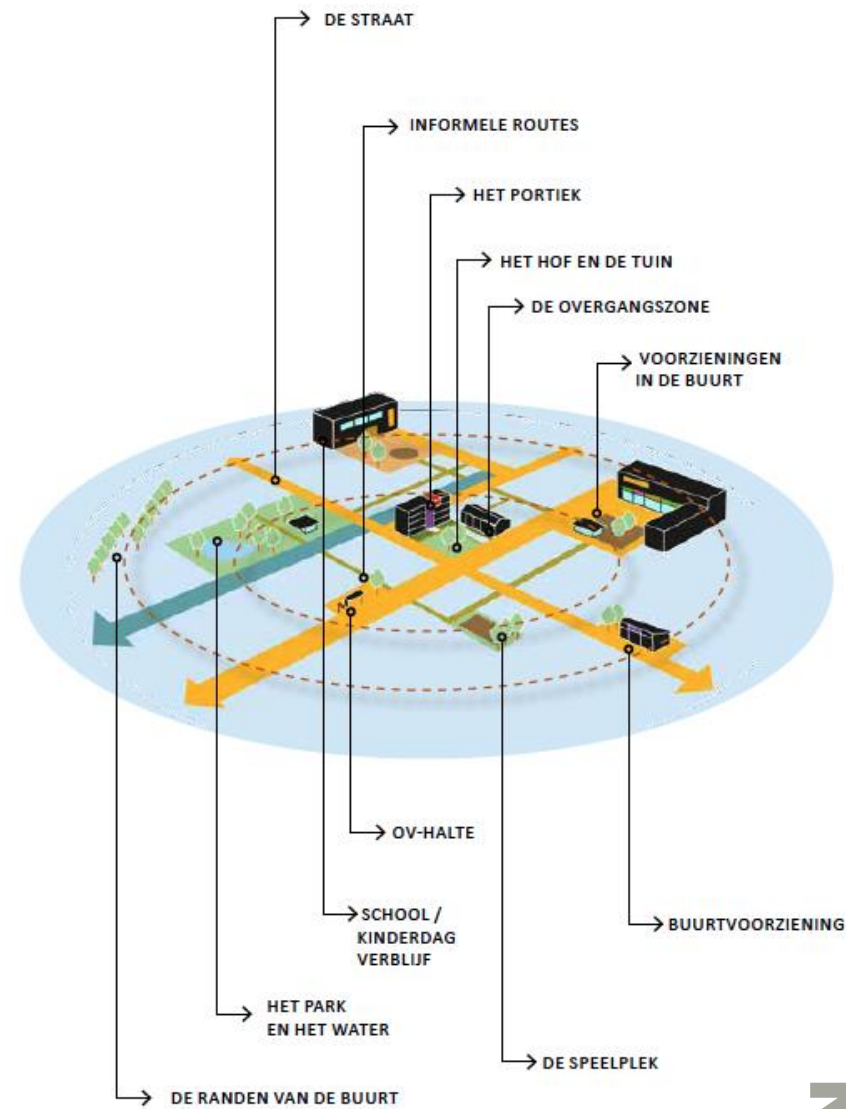 DE STRAAT
INFORMELE ROUTES
HET PORTIEK
HET HOF EN DE TUIN
DE OVERGANGSZONE
VOORZIENINGEN
IN DE BUURT
OV-HALTE
SCHOOL /
KINDERDAG
VERBLIJF
BUURTVOORZIENING
HET PARK
EN HET WATER
DE SPEELPLEK
DE RANDEN VAN DE BUURT